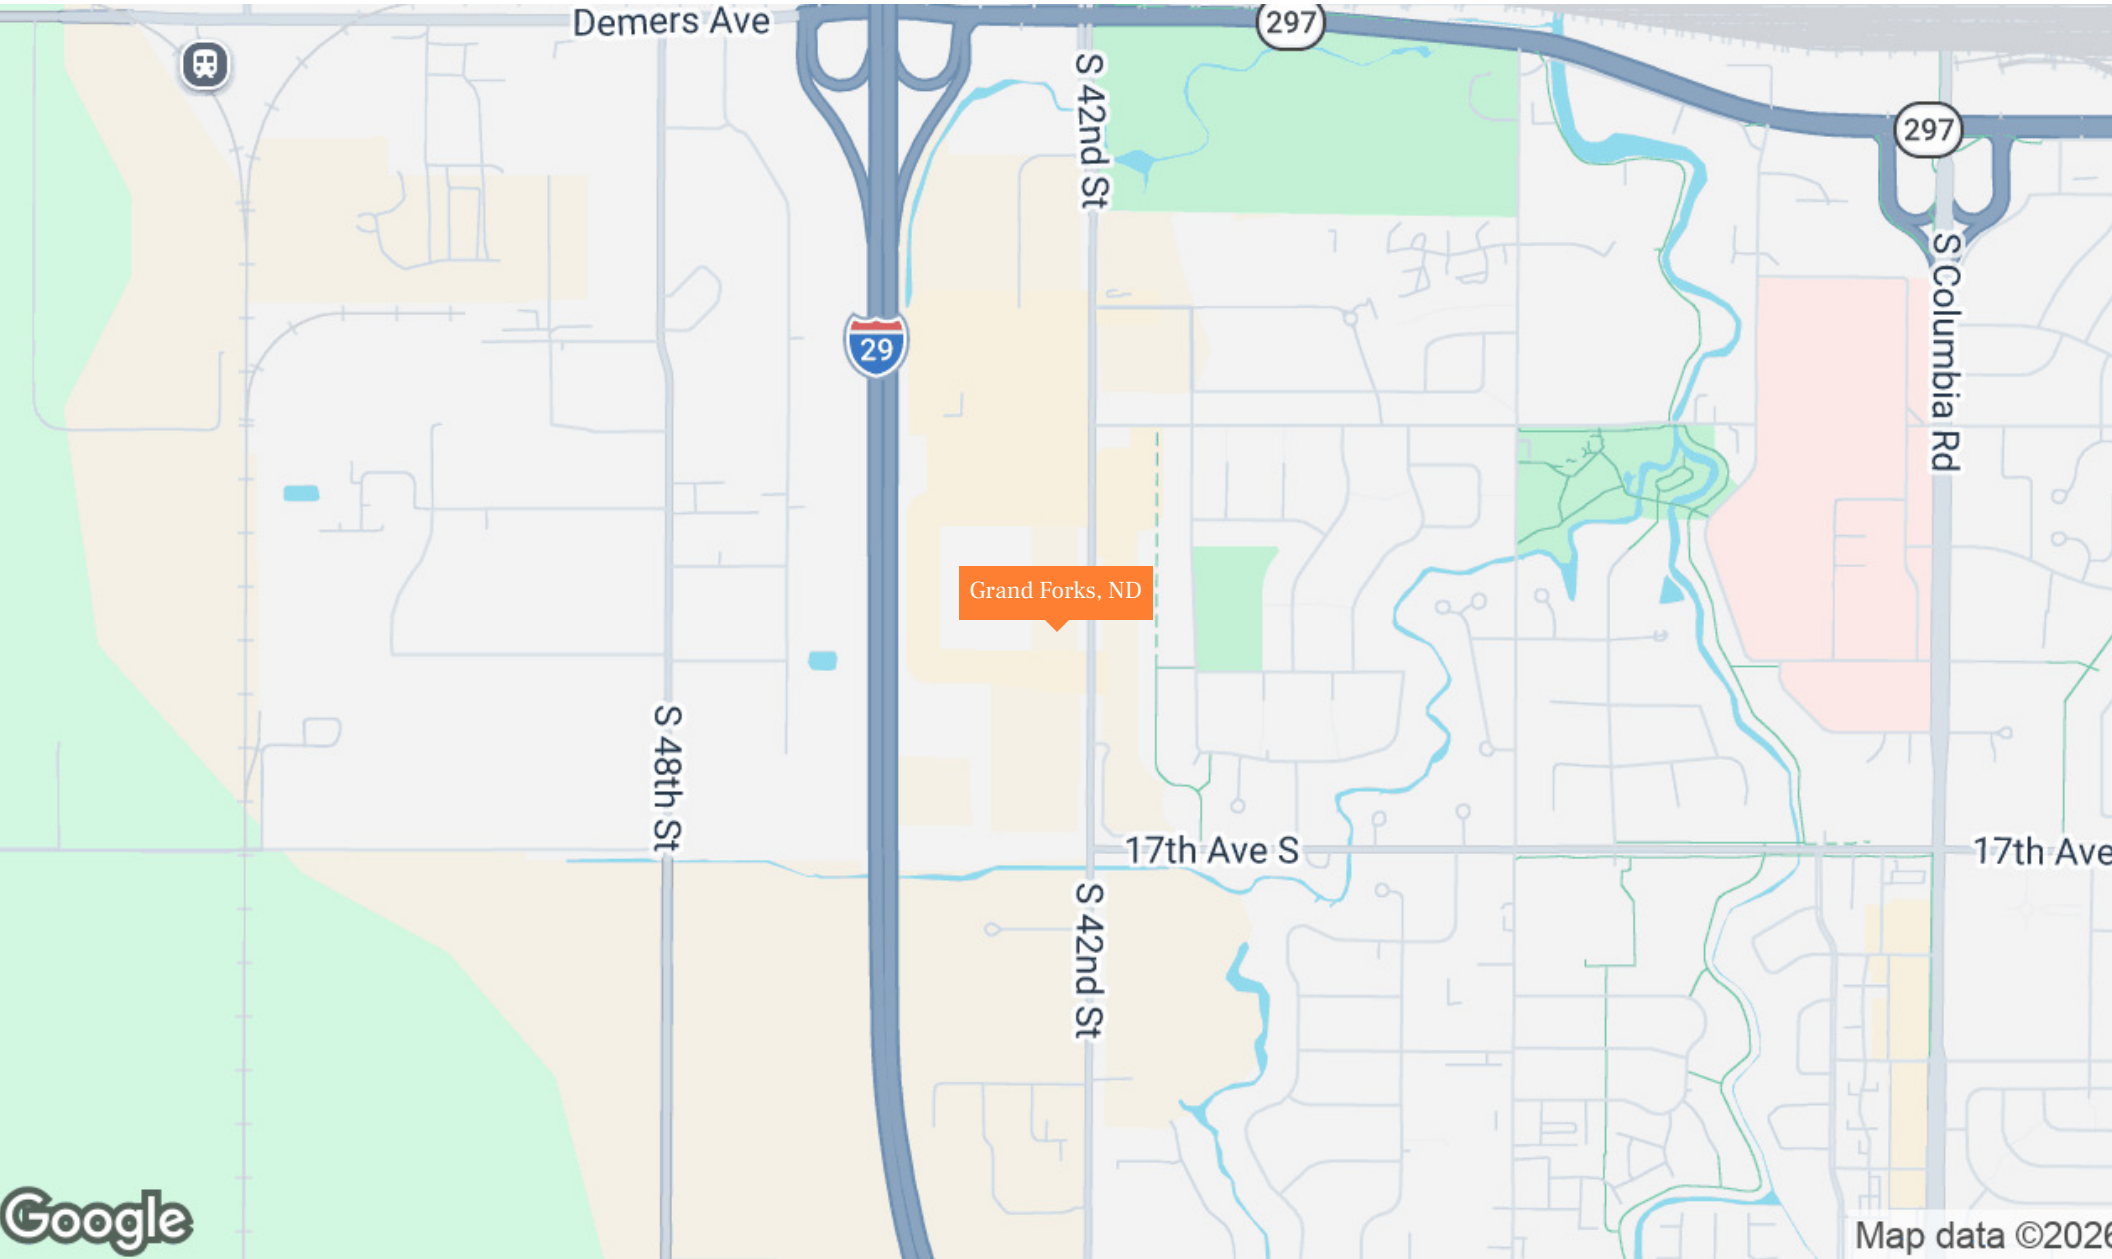 Demers Ave
297
S 42nd St
297
S Columbia Rd
29
Grand Forks, ND
S 48th St
17th Ave S
17th Ave
S 42nd St
Google
Map data ©2026